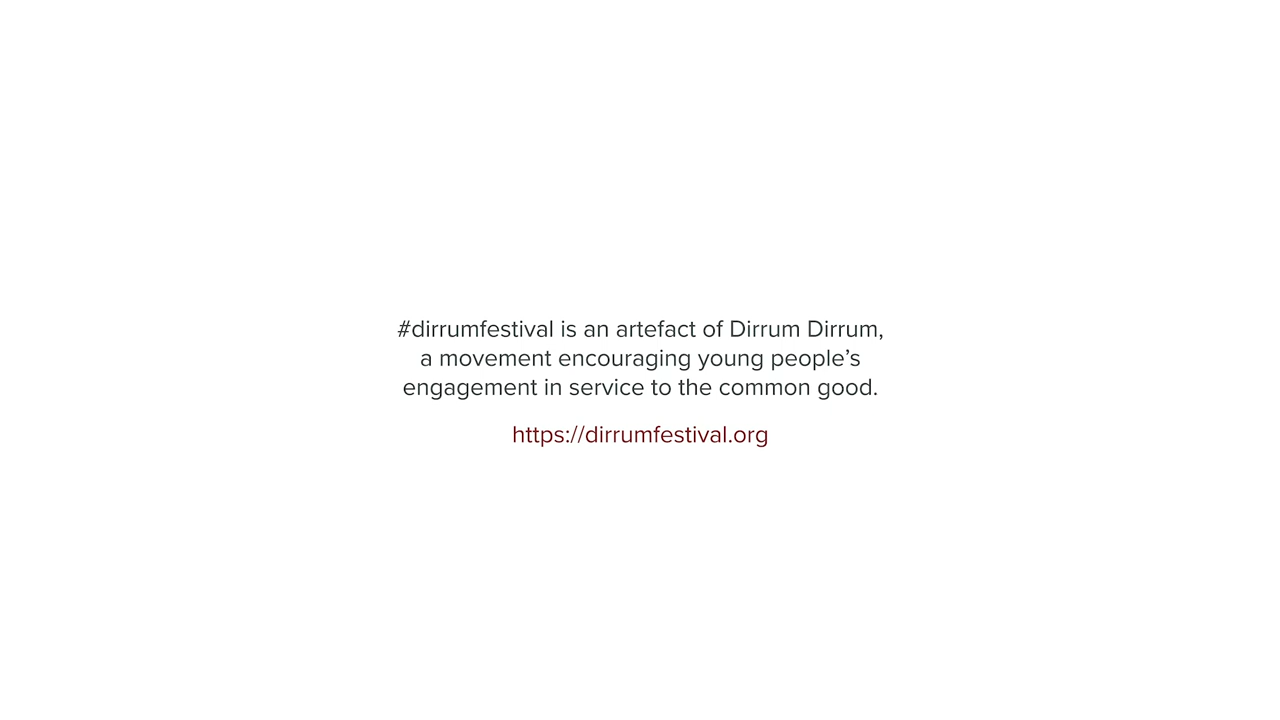 #dirrumfestival is an artefact of Dirrum Dirrum,
a movement encouraging young people’s
engagement in service to the common good.
https://dirrumfestival.org